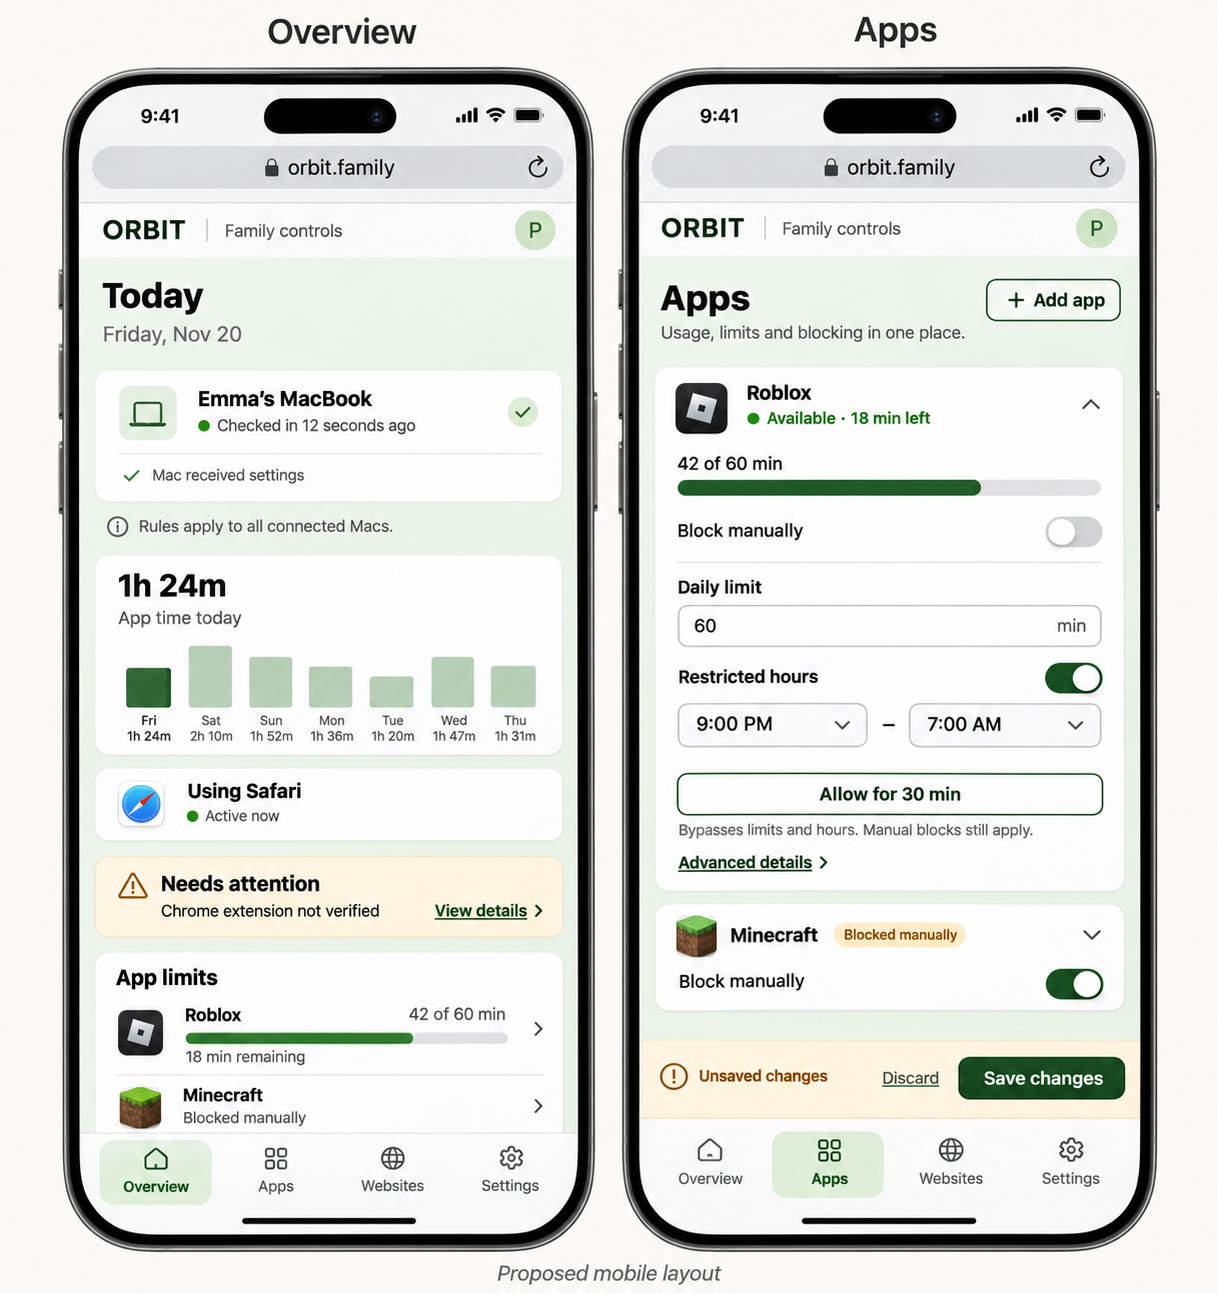 Overview
9:41
orbit.family
ORBIT
Family controls
P
Today
Friday, Nov 20
Emma's MacBook
Checked in 12 seconds ago
Mac received settings
Rules apply to all connected Macs.
1h 24m
App time today
Fri Sat Sun Mon Tue Wed Thu
1h 24m 2h 10m 1h 52m 1h 36m 1h 20m 1h 47m 1h 31m
Using Safari
Active now
Needs attention
Chrome extension not verified
View details
App limits
Roblox
42 of 60 min
18 min remaining
Minecraft
Blocked manually
Overview
Apps
Websites
Settings
Apps
9:41
orbit.family
ORBIT
Family controls
P
Apps
+ Add app
Usage, limits and blocking in one place.
Roblox
Available · 18 min left
42 of 60 min
Block manually
Daily limit
60 min
Restricted hours
9:00 PM – 7:00 AM
Allow for 30 min
Bypasses limits and hours. Manual blocks still apply.
Advanced details
Minecraft
Blocked manually
Block manually
Unsaved changes
Discard
Save changes
Overview
Apps
Websites
Settings
Proposed mobile layout